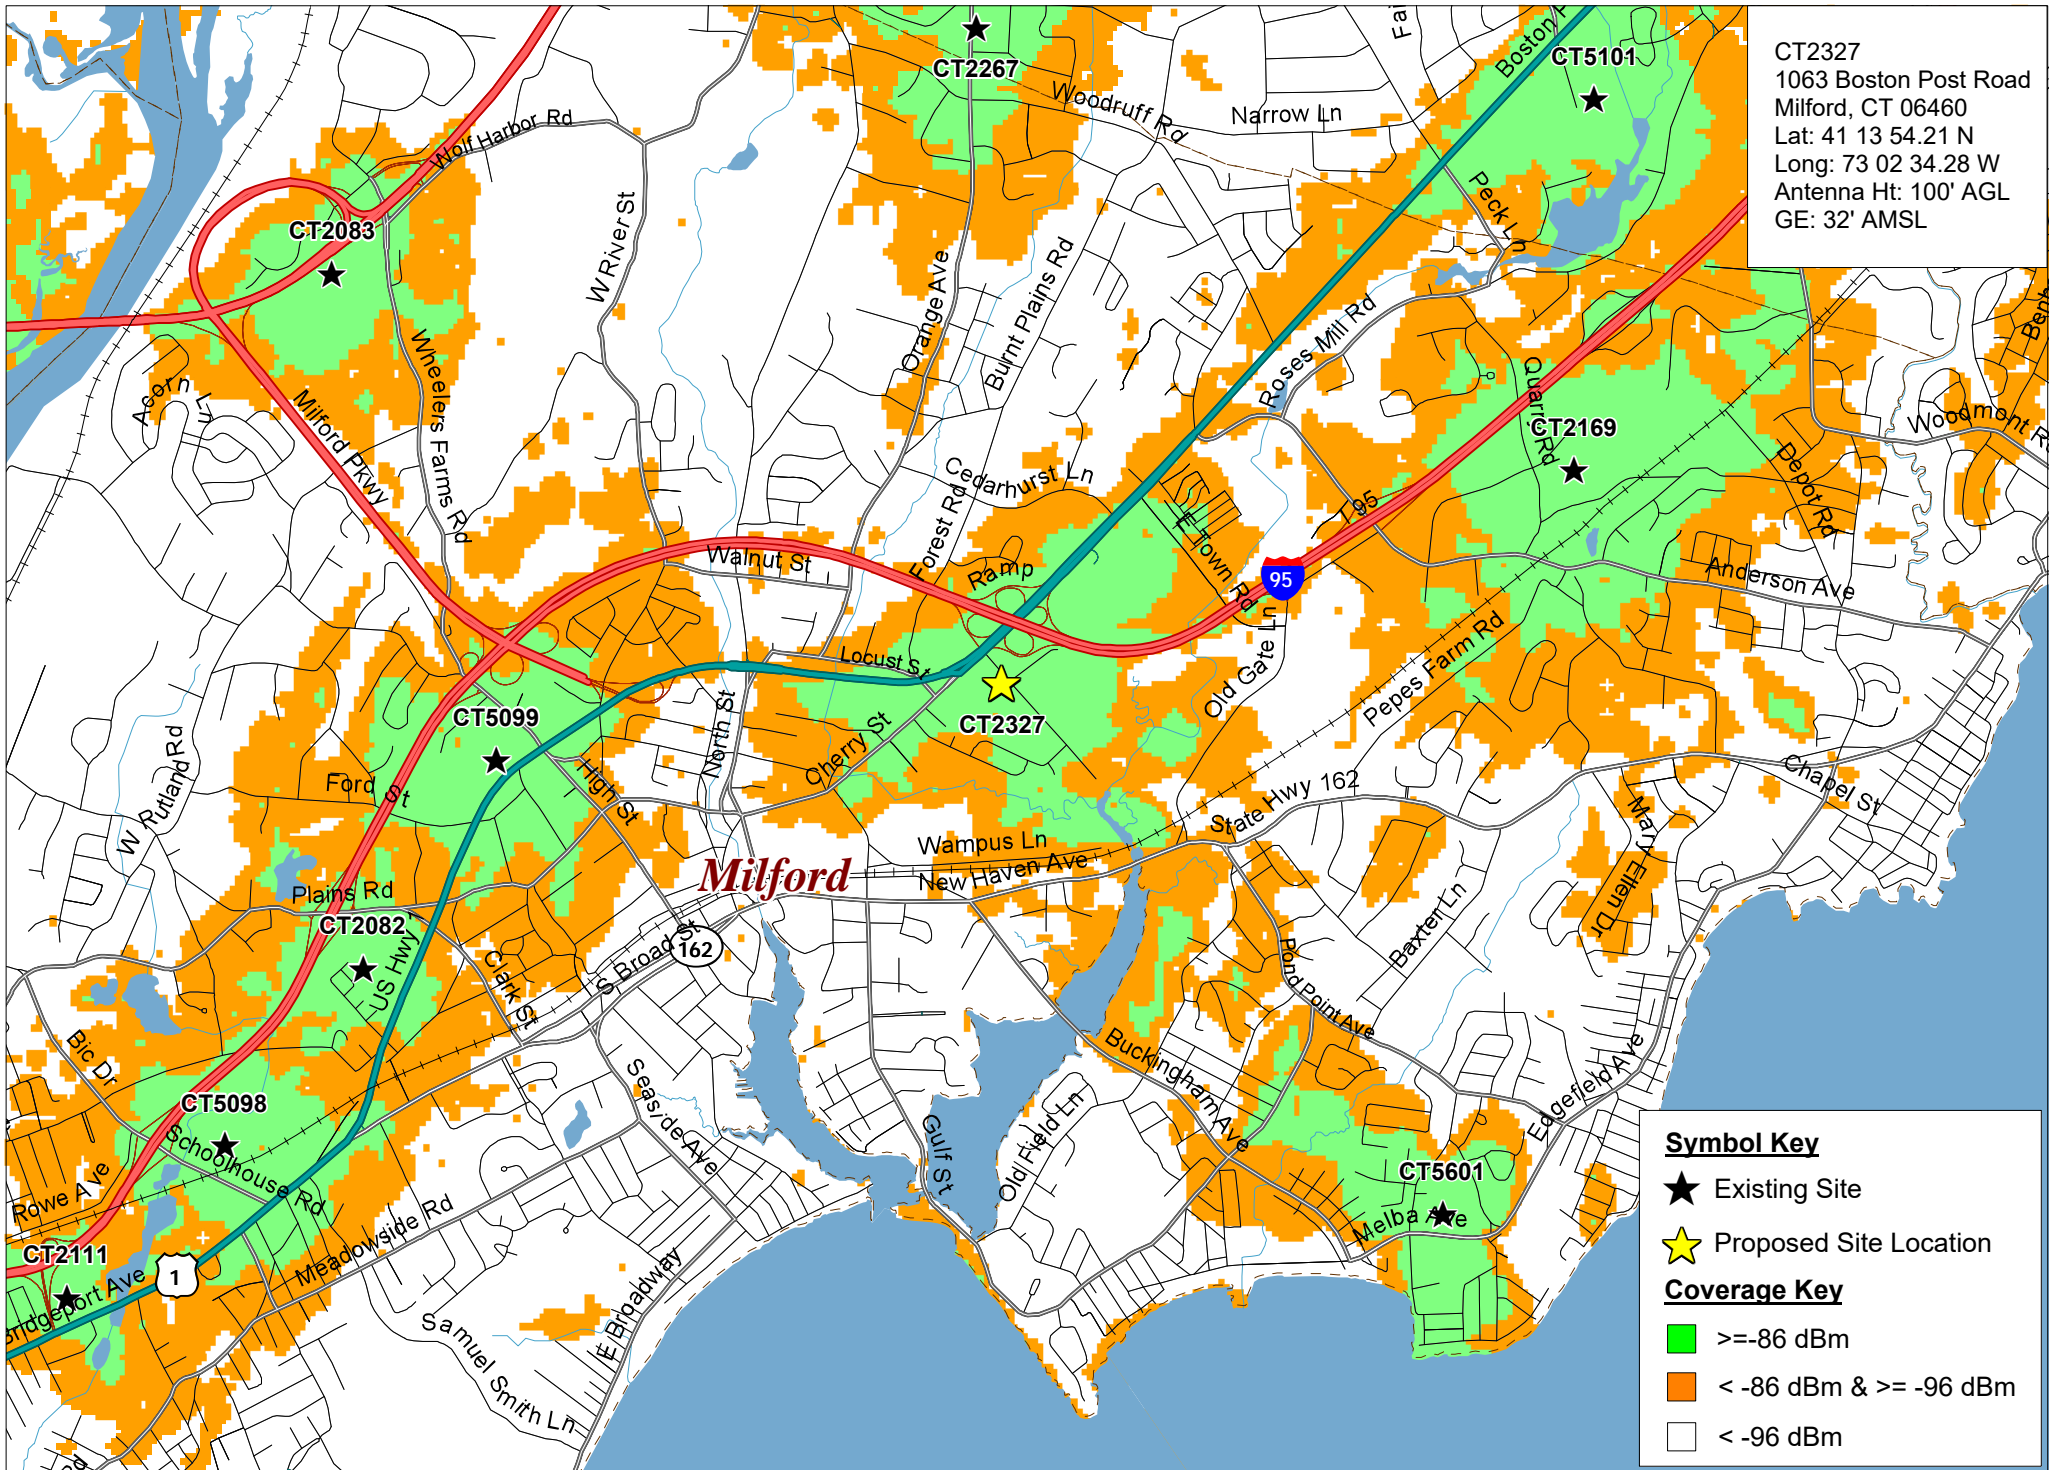 CT2267
Fai
Boston P
CT5101
CT2327
1063 Boston Post Road
Milford, CT 06460
Lat: 41 13 54.21 N
Long: 73 02 34.28 W
Antenna Ht: 100' AGL
GE: 32' AMSL
Woodruff Rd
Narrow Ln
Wolf Harbor Rd
Peck Ln
CT2083
W River St
Orange Ave
Burnt Plains Rd
Roses Mill Rd
Acorn Ln
Milford Pkwy
Wheelers Farms Rd
Quarry Rd
CT2169
Woodmont R
Depot Rd
Cedarhurst Ln
Forest Rd
I 95
E Town Rd
Walnut St
Ramp
95
Anderson Ave
Old Gate Ln
Pepes Farm Rd
Locust St
CT5099
North St
CT2327
Cherry St
W Rutland Rd
Ford St
High St
State Hwy 162
Chapel St
Mary Ellen Dr
Wampus Ln
Milford
New Haven Ave
Plains Rd
CT2082
US Hwy
Clark St
S Broad St
162
Baxter Ln
Pond Point Ave
Bic Dr
Seaside Ave
Buckingham Ave
Edgefield Ave
CT5098
Schoolhouse Rd
Gulf St
Old Field Ln
CT5601
Melba Ave
Rowe Ave
Meadowside Rd
CT2111
Bridgeport Ave
1
E Broadway
Samuel Smith Ln
Rd
Symbol Key
Existing Site
Proposed Site Location
Coverage Key
>=-86 dBm
< -86 dBm & >= -96 dBm
< -96 dBm